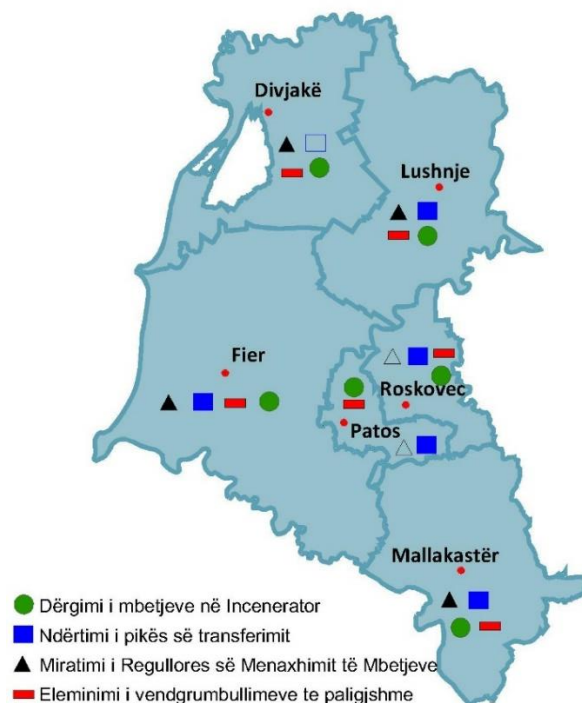 Divjakë
Lushnje
Fier
Roskovec
Patos
Mallakastër
Dërgimi i mbetjeve në Incenerator
Ndërtimi i pikës së transferimit
Miratimi i Regullores së Menaxhimit të Mbetjeve
Eleminimi i vendgrumbullimeve te paligjshme